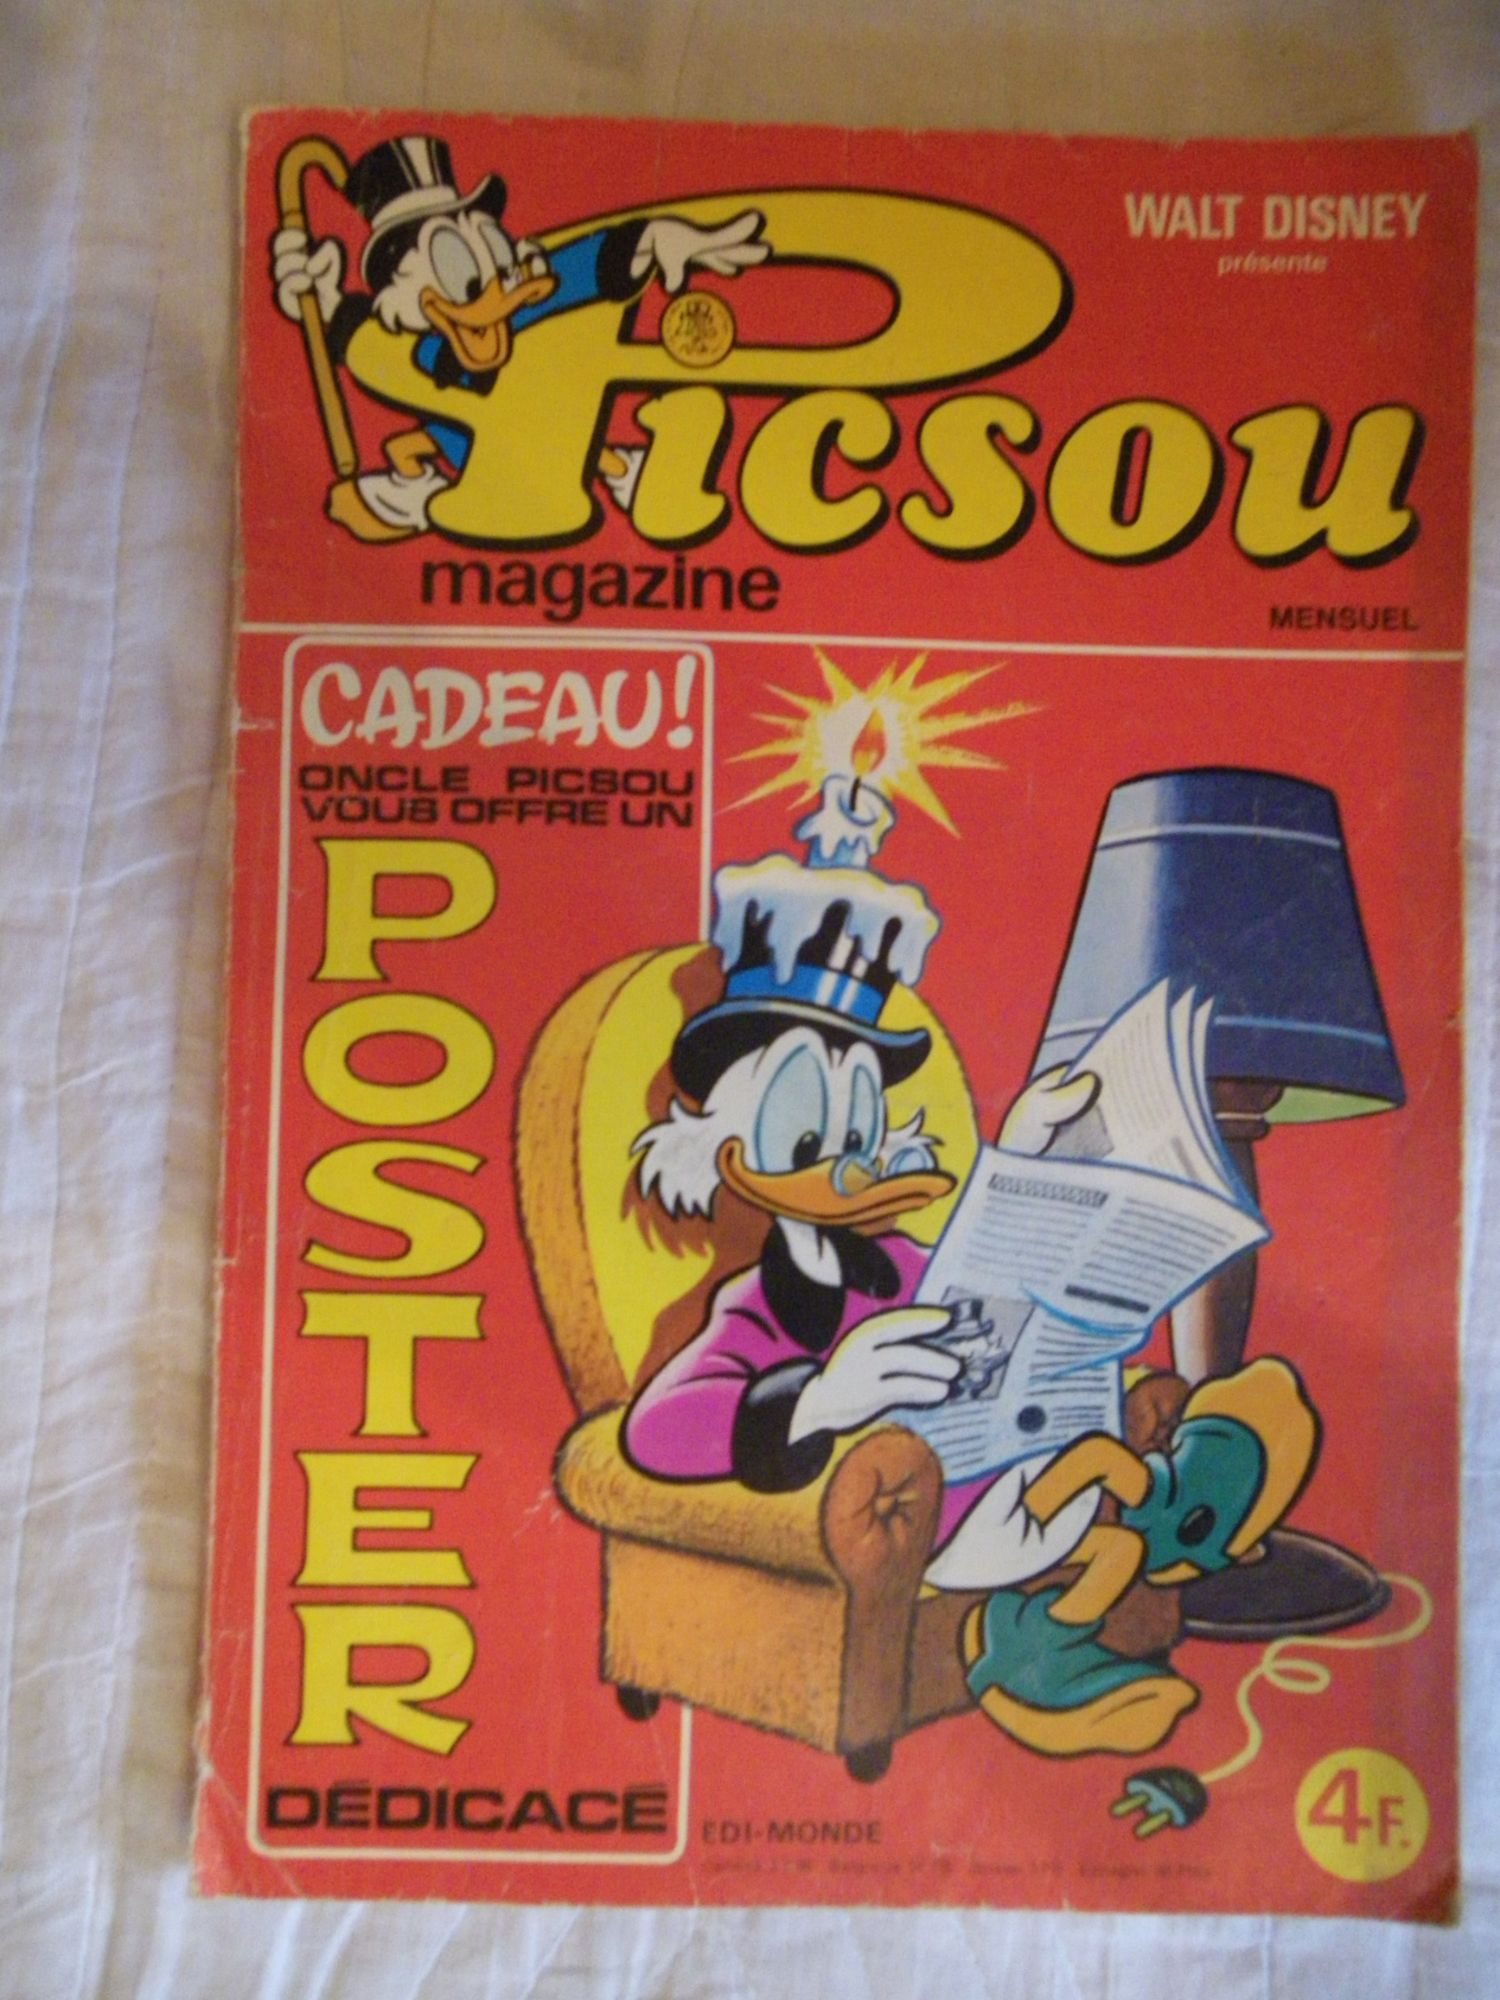 WALT DISNEY
présente
Picsou
magazine
MENSUEL
CADEAU!
ONCLE PICSOU
VOUS OFFRE UN
POSTER
DÉDICACÉ
EDI-MONDE
4F.